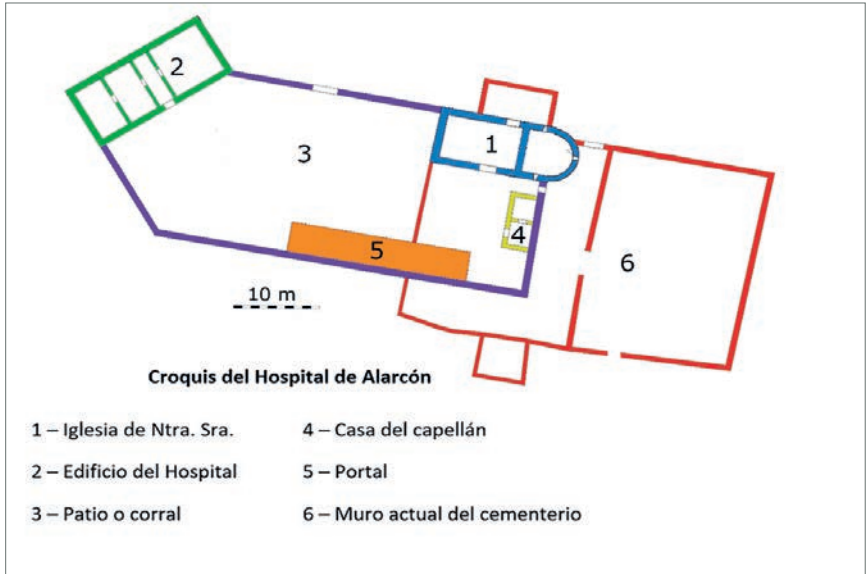 2
1
3
4
5
6
10 m
Croquis del Hospital de Alarcón
1 – Iglesia de Ntra. Sra.
4 – Casa del capellán
2 – Edificio del Hospital
5 – Portal
3 – Patio o corral
6 – Muro actual del cementerio